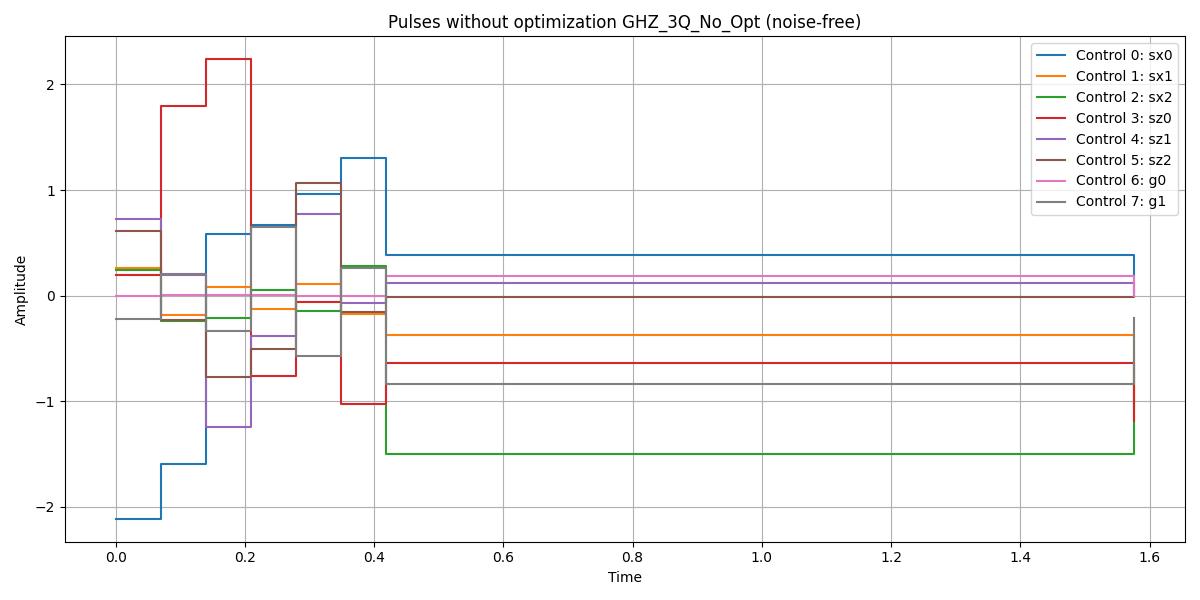 Pulses without optimization GHZ_3Q_No_Opt (noise-free)
Control 0: sx0
Control 1: sx1
Control 2: sx2
Control 3: sz0
Control 4: sz1
Control 5: sz2
Control 6: g0
Control 7: g1
Amplitude
2
1
0
−1
−2
0.0 0.2 0.4 0.6 0.8 1.0 1.2 1.4 1.6
Time